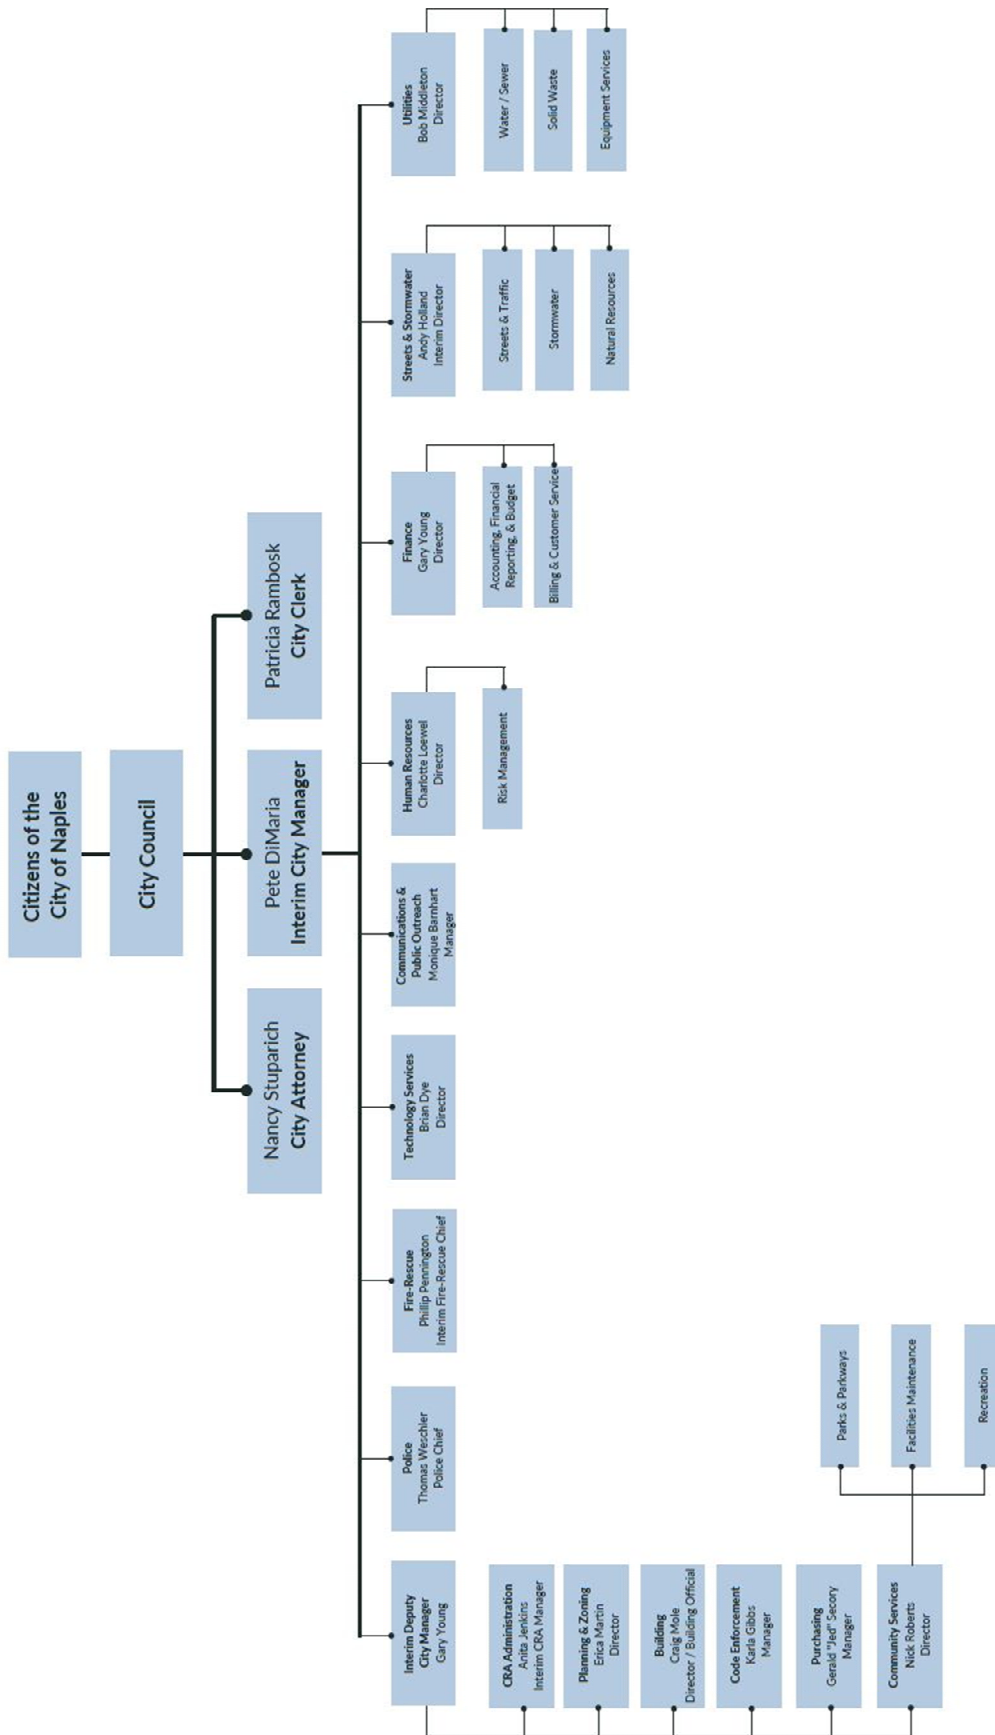 Citizens of the
City of Naples
City Council
Nancy Stuparich
City Attorney
Pete DiMaria
Interim City Manager
Patricia Rambosk
City Clerk
Interim Deputy
City Manager
Gary Young
Police
Thomas Weschler
Police Chief
Fire-Rescue
Phillip Pennington
Interim Fire-Rescue Chief
Technology Services
Brian Dye
Director
Communications &
Public Outreach
Monique Barnhart
Manager
Human Resources
Charlotte Loewel
Director
Finance
Gary Young
Director
Streets & Stormwater
Andy Holland
Interim Director
Utilities
Bob Middleton
Director
CRA Administration
Anita Jenkins
Interim CRA Manager
Planning & Zoning
Erica Martin
Director
Building
Craig Mole
Director / Building Official
Code Enforcement
Karla Gibbs
Manager
Purchasing
Gerald "Jed" Secory
Manager
Community Services
Nick Roberts
Director
Parks & Parkways
Facilities Maintenance
Recreation
Risk Management
Accounting, Financial
Reporting, & Budget
Billing & Customer Service
Streets & Traffic
Stormwater
Natural Resources
Water / Sewer
Solid Waste
Equipment Services